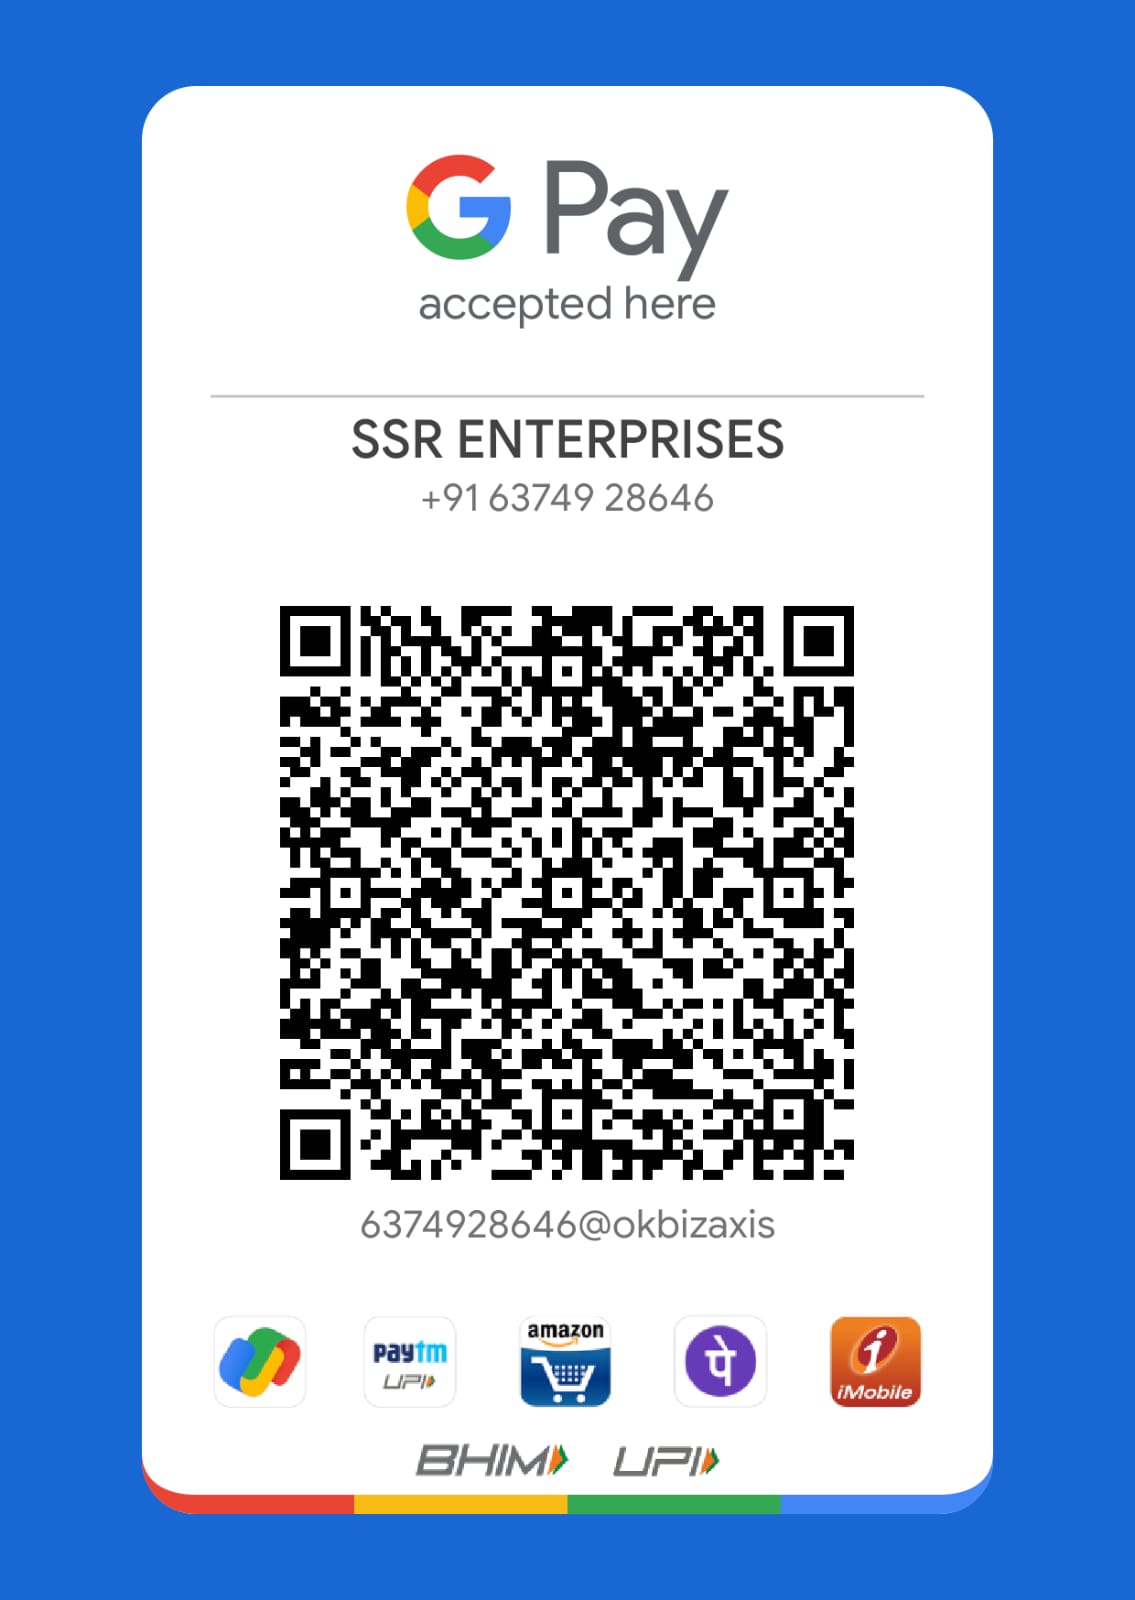 G Pay
accepted here
SSR ENTERPRISES
+91 63749 28646
6374928646@okbizaxis
paytm
UPI
amazon
पे
i
iMobile
BHIM UPI